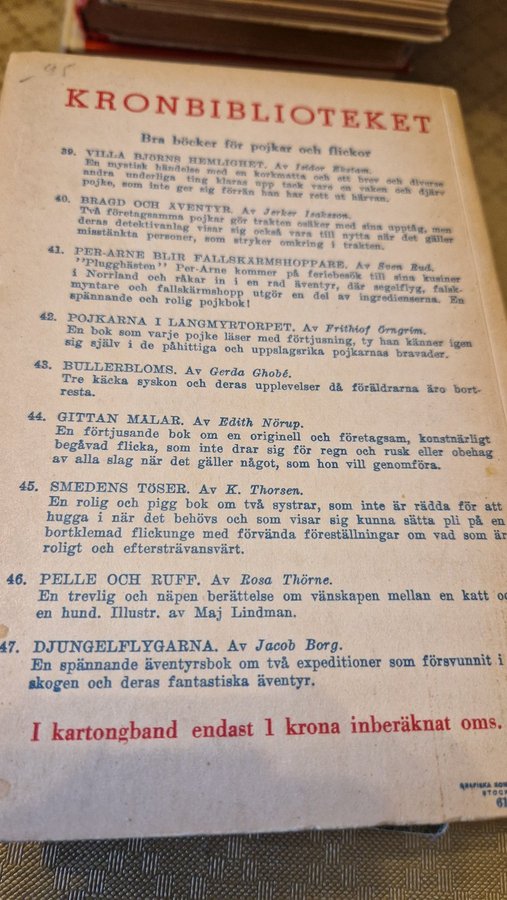 95
KRONBIBLIOTEKET
Bra böcker för pojkar och flickor
39. VILLA BJÖRNS HEMLIGHET. Av Isidor Ekstam.
En mystisk händelse med en korkmatta och ett brev och diverse
andra underliga ting klaras upp tack vare en vaken och djärv
pojke, som inte ger sig förrän han har rett ut härvan.
40. BRAGD OCH ÄVENTYR. Av Jerker Isaksson.
Två företagsamma pojkar gör trakten osäker med sina upptåg, men
deras detektivanlag visar sig också vara till nytta när det gäller
misstänkta personer, som stryker omkring i trakten.
41. PER-ARNE BLIR FALLSKÄRMSHOPPARE. Av Sven Rud.
"Plugghästen" Per-Arne kommer på feriebesök till sina kusiner
i Norrland och råkar in i en rad äventyr, där segelflyg, falsk-
myntare och fallskärmshopp utgör en del av ingredienserna. En
spännande och rolig pojkbok!
42. POJKARNA I LÅNGMYRTORPET. Av Frithiof Orngrim.
En bok som varje pojke läser med förtjusning, ty han känner igen
sig själv i de påhittiga och uppslagsrika pojkarnas bravader.
43. BULLERBLOMS. Av Gerda Ghobé.
Tre käcka syskon och deras upplevelser då föräldrarna äro bort-
resta.
44. GITTAN MÅLAR. Av Edith Nörup.
En förtjusande bok om en originell och företagsam, konstnärligt
begåvad flicka, som inte drar sig för regn och rusk eller obehag
av alla slag när det gäller något, som hon vill genomföra.
45. SMEDENS TÖSER. Av K. Thorsen.
En rolig och pigg bok om två systrar, som inte är rädda för att
hugga i när det behövs och som visar sig kunna sätta pli på en
bortklemad flickunge med förvända föreställningar om vad som är
roligt och eftersträvansvärt.
46. PELLE OCH RUFF. Av Rosa Thörne.
En trevlig och näpen berättelse om vänskapen mellan en katt oc
en hund. Illustr. av Maj Lindman.
47. DJUNGELFLYGARNA. Av Jacob Borg.
En spännande äventyrsbok om två expeditioner som försvunnit i
skogen och deras fantastiska äventyr.
I kartongband endast 1 krona inberäknat oms.
GRAFISKA KON
STOC
61